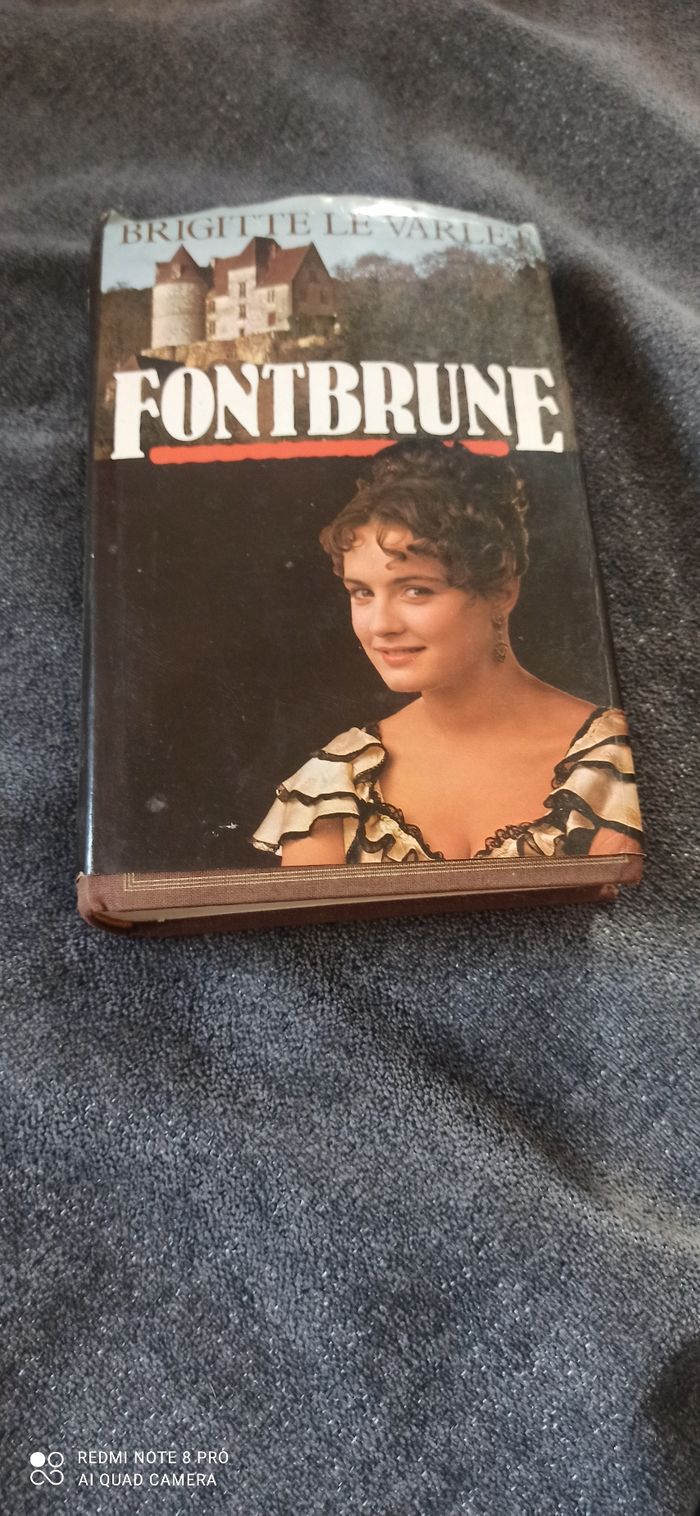 BRIGITTE LE VARLET
FONTBRUNE
REDMI NOTE 8 PRO
AI QUAD CAMERA